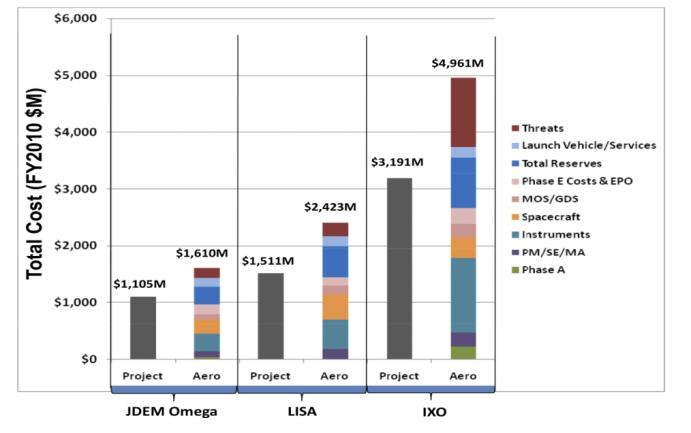 Total Cost (FY2010 $M)
$6,000
$5,000
$4,000
$3,000
$2,000
$1,000
$0
$1,105M
$1,610M
$1,511M
$2,423M
$3,191M
$4,961M
Project
Aero
Project
Aero
Project
Aero
JDEM Omega
LISA
IXO
Threats
Launch Vehicle/Services
Total Reserves
Phase E Costs & EPO
MOS/GDS
Spacecraft
Instruments
PM/SE/MA
Phase A